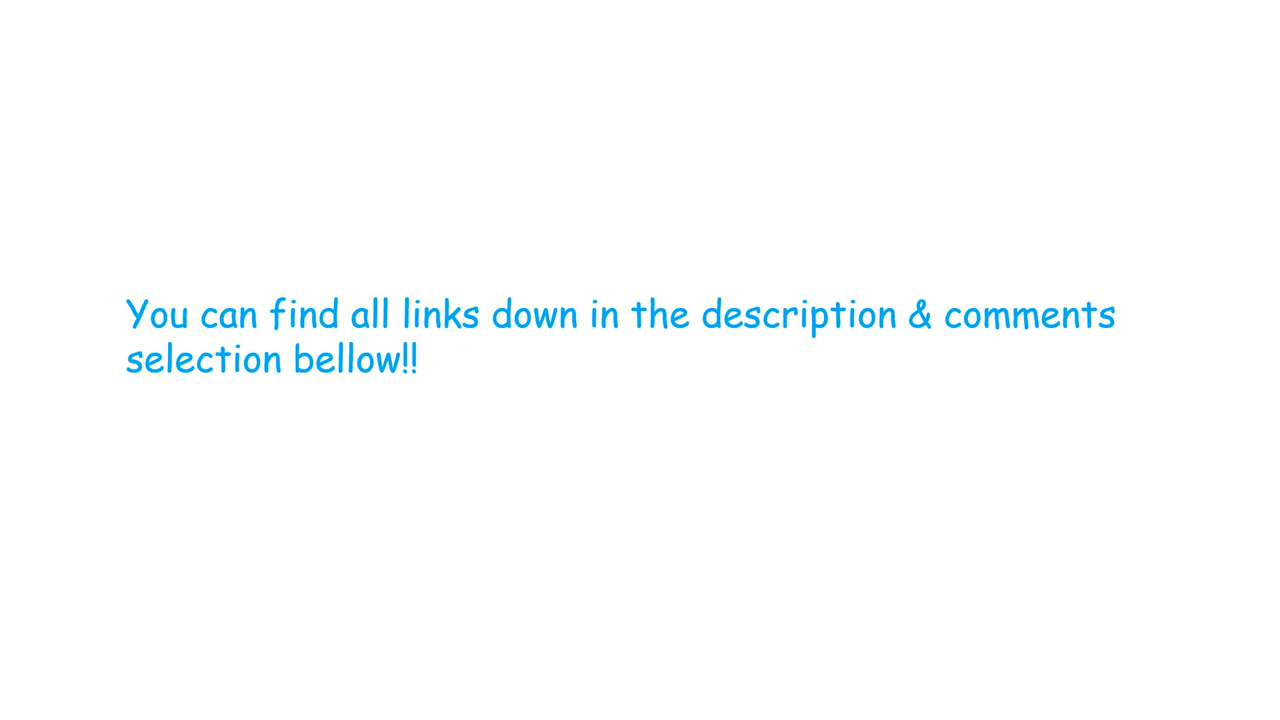 You can find all links down in the description & comments
selection bellow!!